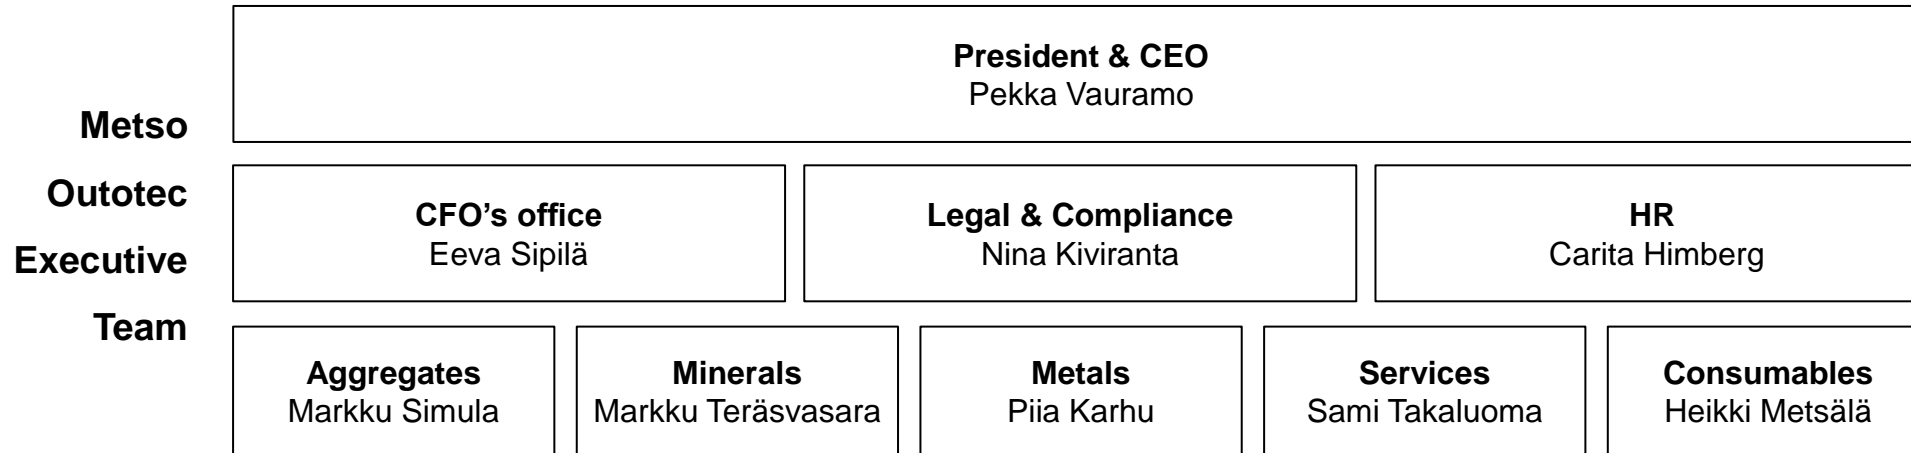 Metso
Outotec
Executive
Team
President & CEO
Pekka Vauramo
CFO’s office
Eeva Sipilä
Legal & Compliance
Nina Kiviranta
HR
Carita Himberg
Aggregates
Markku Simula
Minerals
Markku Teräsvasara
Metals
Piia Karhu
Services
Sami Takaluoma
Consumables
Heikki Metsälä